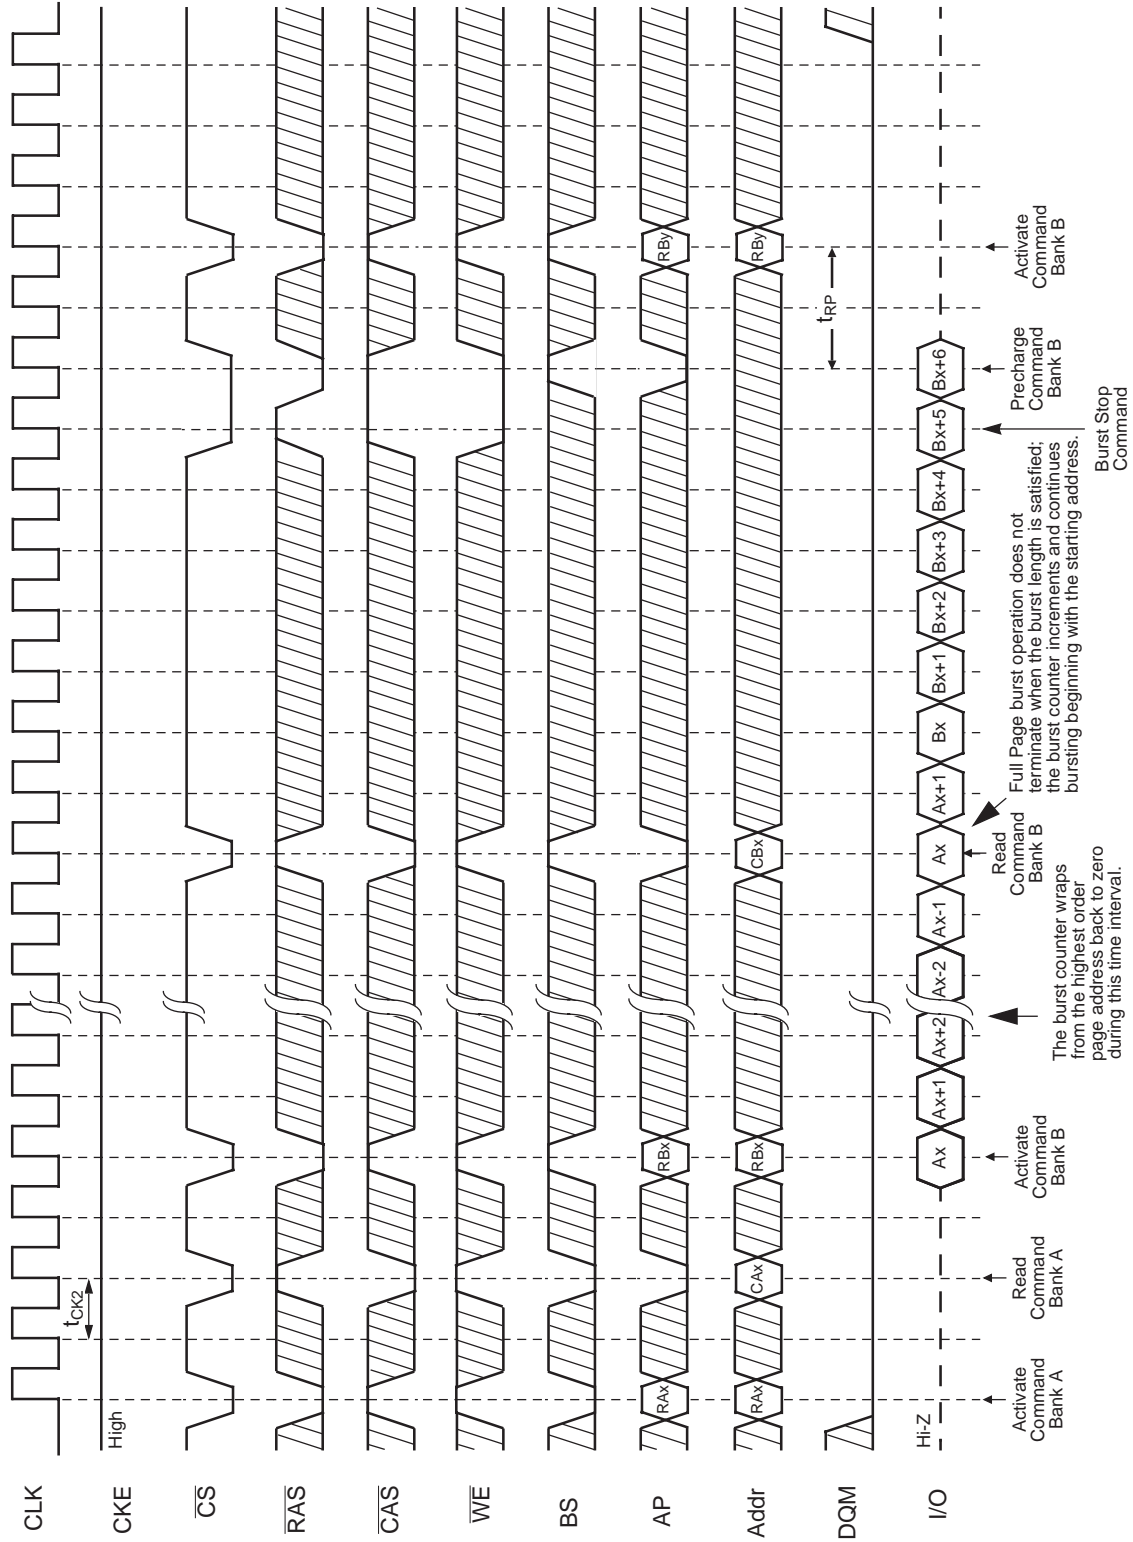 CLK
CKE
High
tCK2
CS
RAS
CAS
WE
BS
AP
RAx
RBx
RBy
Addr
RAx
CAx
RBx
CBx
RBy
DQM
tRP
I/O
Hi-Z
Ax
Ax+1
Ax+2
Ax-2
Ax-1
Ax
Ax+1
Bx
Bx+1
Bx+2
Bx+3
Bx+4
Bx+5
Bx+6
Activate
Command
Bank A
Read
Command
Bank A
Activate
Command
Bank B
The burst counter wraps
from the highest order
page address back to zero
during this time interval.
Read
Command
Bank B
Full Page burst operation does not
terminate when the burst length is satisfied;
the burst counter increments and continues
bursting beginning with the starting address.
Burst Stop
Command
Precharge
Command
Bank B
Activate
Command
Bank B